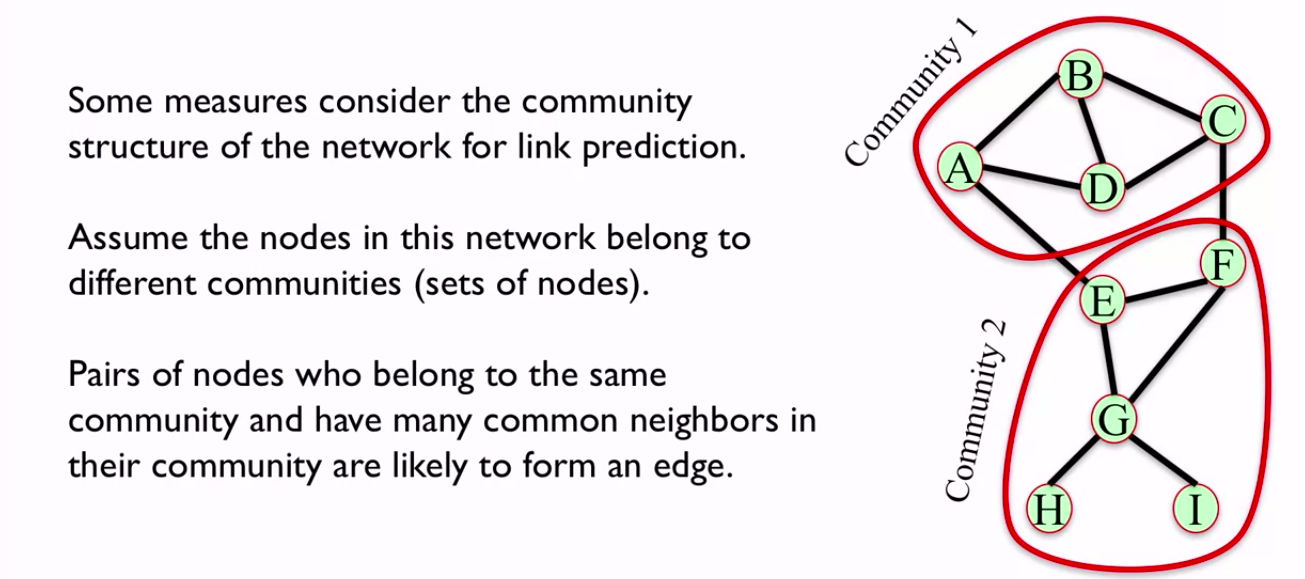 Some measures consider the community
structure of the network for link prediction.
Assume the nodes in this network belong to
different communities (sets of nodes).
Pairs of nodes who belong to the same
community and have many common neighbors in
their community are likely to form an edge.
Community 1
B
C
A
D
Community 2
F
E
G
H
I